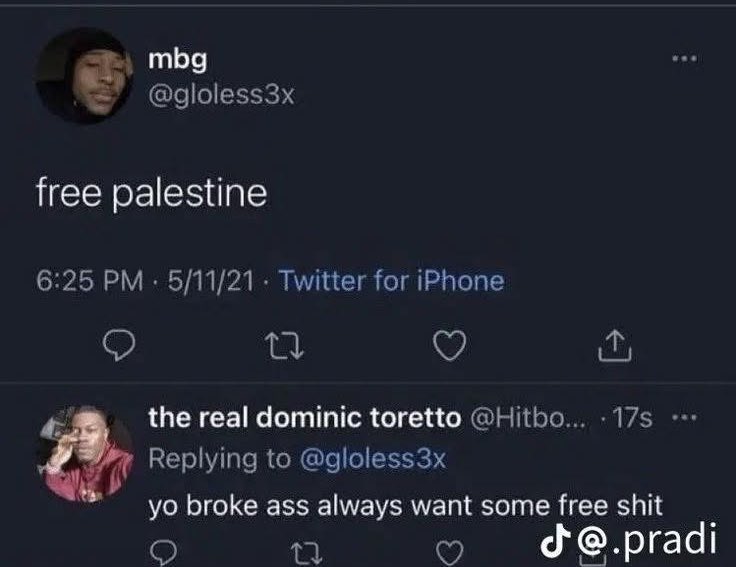 mbg
@gloless3x
free palestine
6:25 PM · 5/11/21 · Twitter for iPhone
the real dominic toretto @Hitbo... · 17s
Replying to @gloless3x
yo broke ass always want some free shit
@.pradi